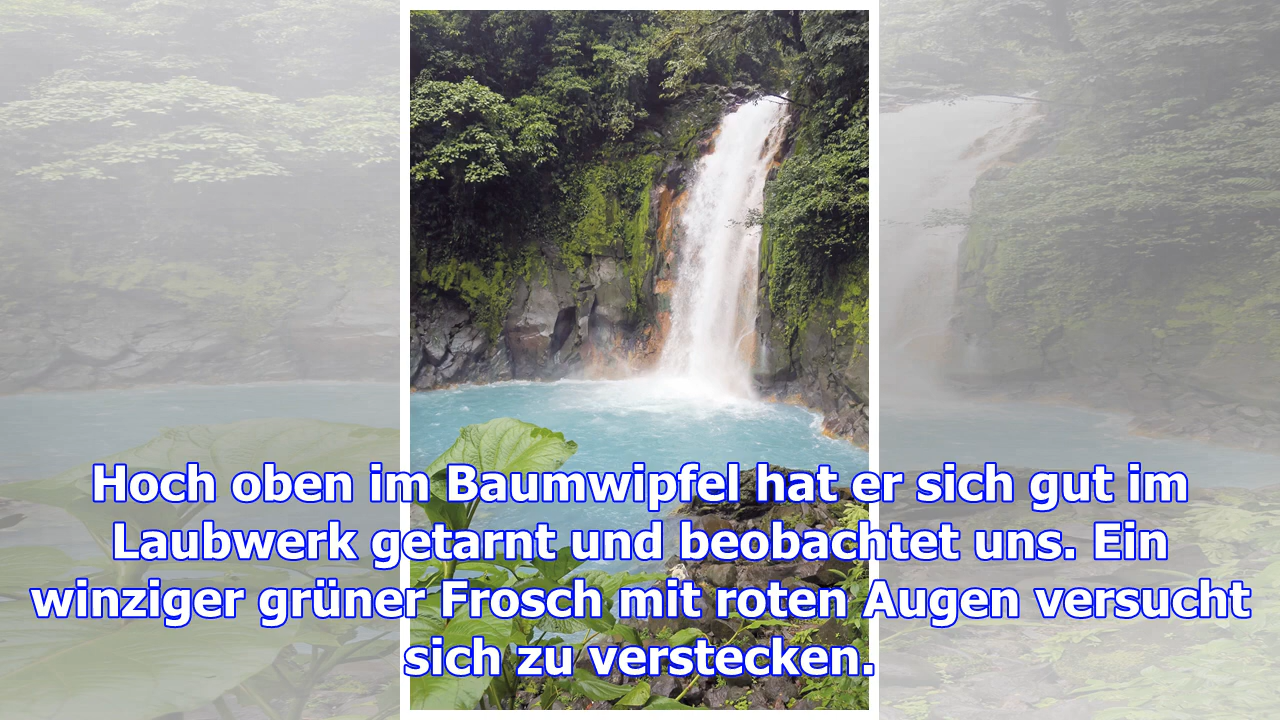 Hoch oben im Baumwipfel hat er sich gut im
Laubwerk getarnt und beobachtet uns. Ein
winziger grüner Frosch mit roten Augen versucht
sich zu verstecken.